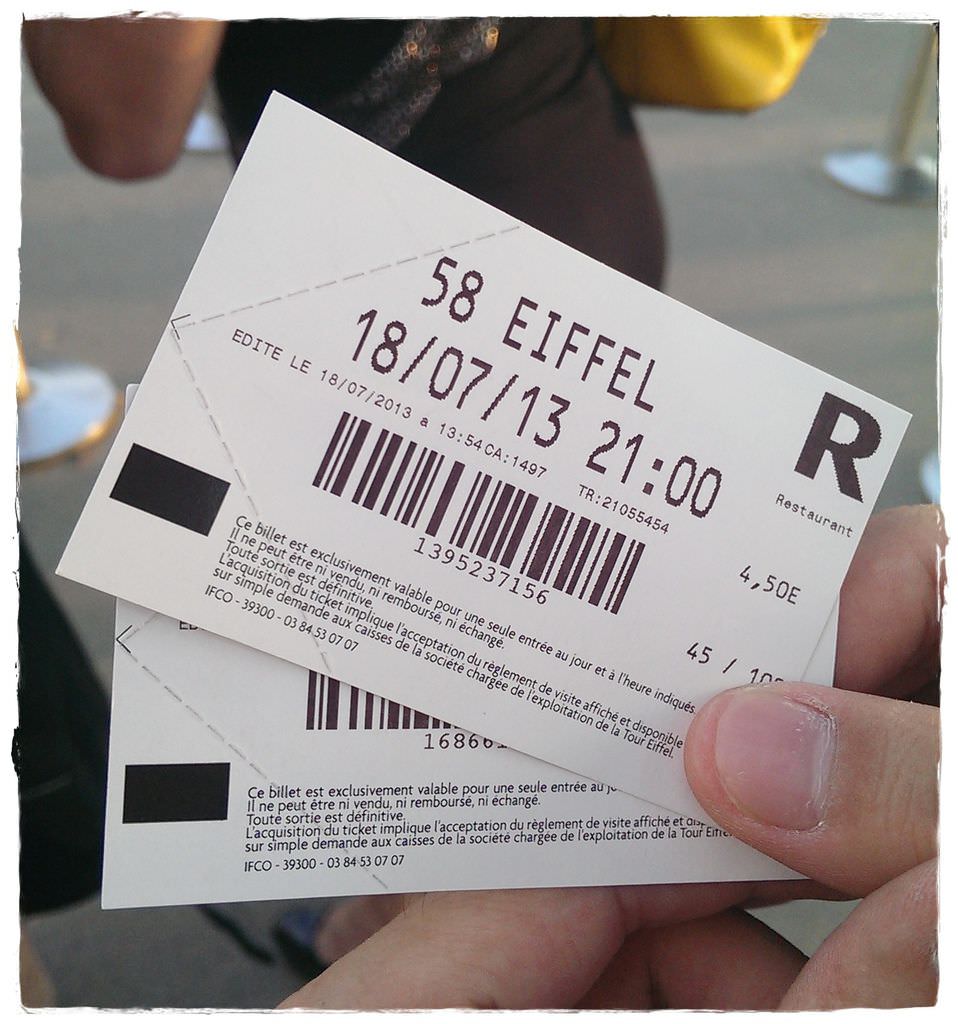 58 EIFFEL
18/07/13 21:00
EDITE LE 18/07/2013 a 13:54CA:1497 TR:21055454
1395237156
R
Restaurant
4,50E
45 /
Ce billet est exclusivement valable pour une seule entrée au jour et à l'heure indiqués.
Il ne peut être ni vendu, ni remboursé, ni échangé.
Toute sortie est définitive.
L'acquisition du ticket implique l'acceptation du règlement de visite affiché et disponible
sur simple demande aux caisses de la société chargée de l'exploitation de la Tour Eiffel.
IFCO - 39300 - 03 84 53 07 07
ED
16866
Ce billet est exclusivement valable pour une seule entrée au
Il ne peut être ni vendu, ni remboursé, ni échangé.
Toute sortie est définitive.
L'acquisition du ticket implique l'acceptation du règlement de visite affiché et
sur simple demande aux caisses de la société chargée de l'exploitation de la Tour
IFCO - 39300 - 03 84 53 07 07